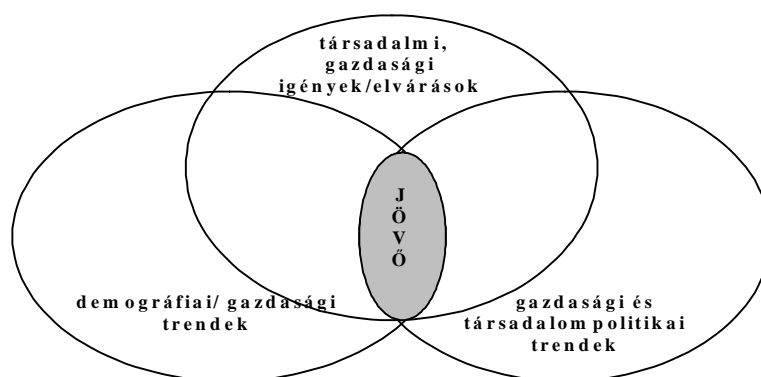 társadalmi,
gazdasági
igények/elvárások
J
Ö
V
Ő
demográfiai/ gazdasági
trendek
gazdasági és
társadalompolitikai
trendek